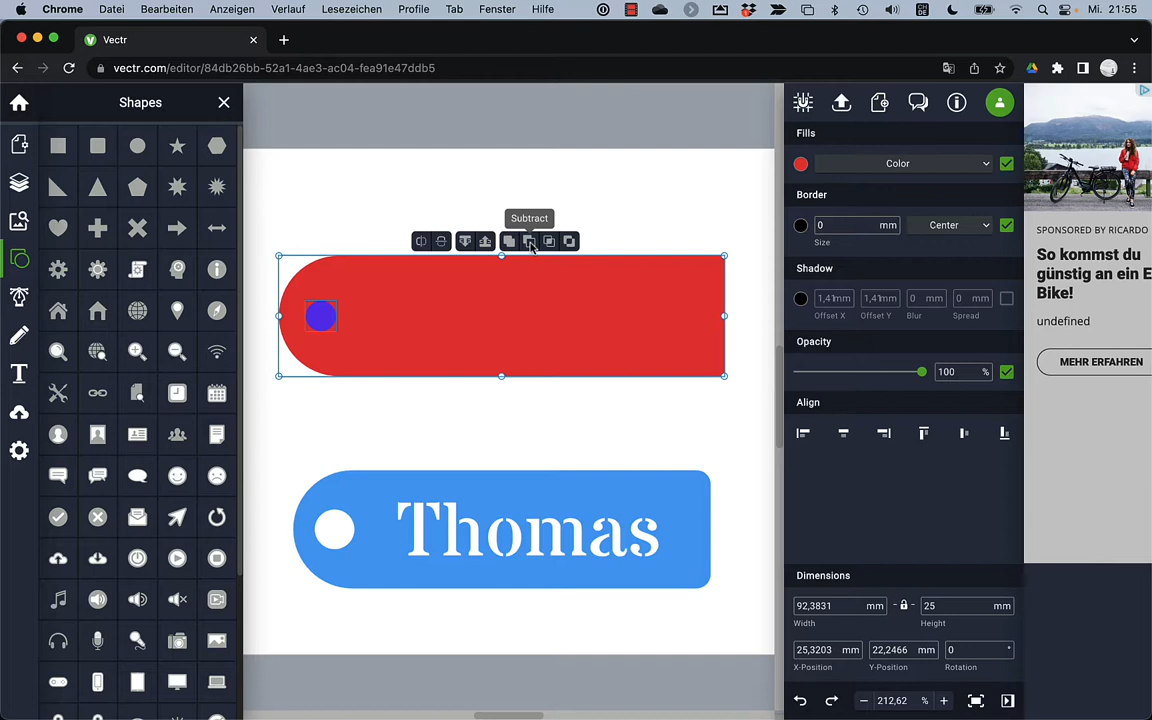 Chrome Datei Bearbeiten Anzeigen Verlauf Lesezeichen Profile Tab Fenster Hilfe CH DE Mi. 21:55
Vectr
vectr.com/editor/84db26bb-52a1-4ae3-ac04-fea91e47ddb5
Shapes
Subtract
Thomas
Fills
Color
Border
0 mm Center
Size
Shadow
1,41mm 1,41mm 0 mm 0 mm
Offset X Offset Y Blur Spread
Opacity
100 %
Align
Dimensions
92,3831 mm 25 mm
Width Height
25,3203 mm 22,2466 mm 0 °
X-Position Y-Position Rotation
212,62 %
SPONSORED BY RICARDO
So kommst du
günstig an ein E
Bike!
undefined
MEHR ERFAHREN